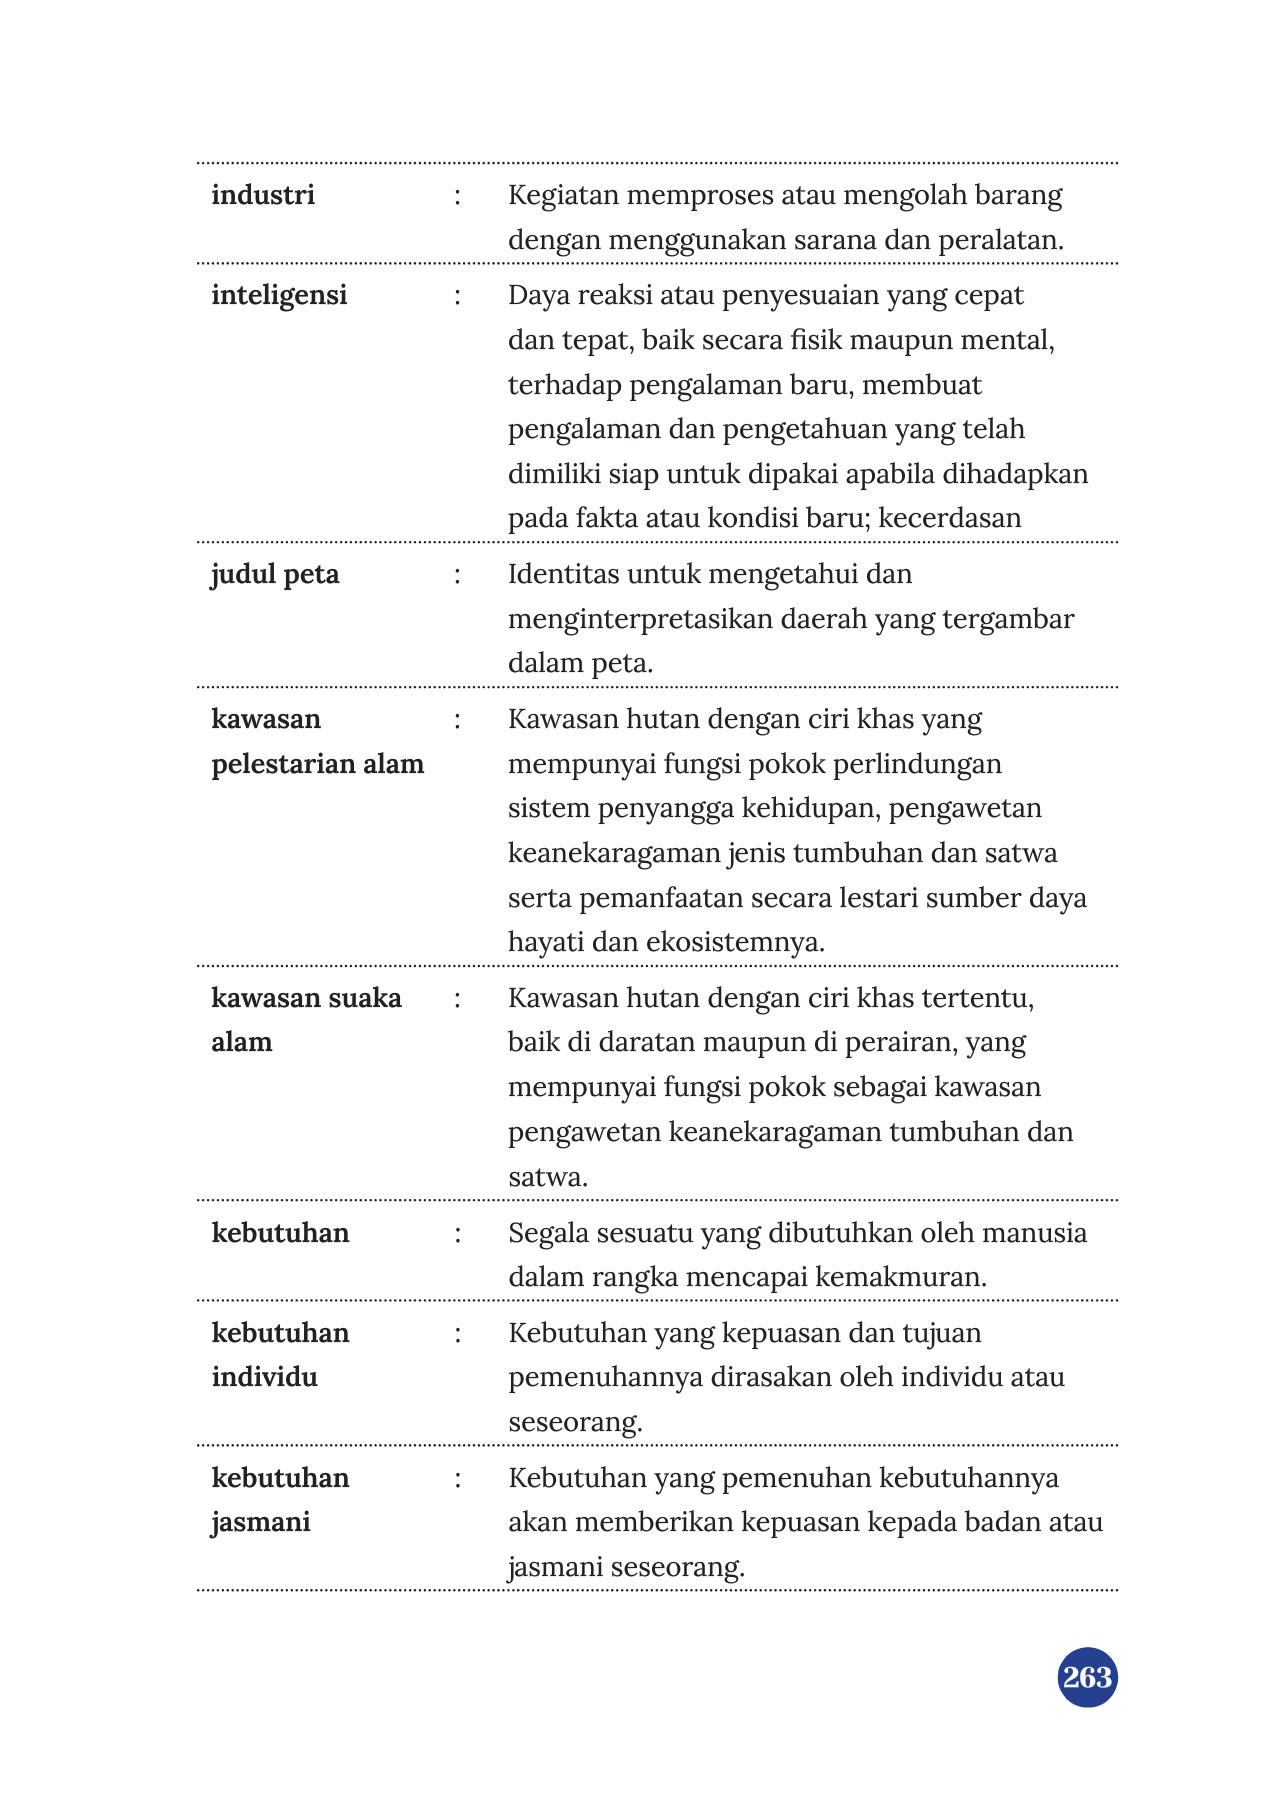 industri : Kegiatan memproses atau mengolah barang
dengan menggunakan sarana dan peralatan.
inteligensi : Daya reaksi atau penyesuaian yang cepat
dan tepat, baik secara fisik maupun mental,
terhadap pengalaman baru, membuat
pengalaman dan pengetahuan yang telah
dimiliki siap untuk dipakai apabila dihadapkan
pada fakta atau kondisi baru; kecerdasan
judul peta : Identitas untuk mengetahui dan
menginterpretasikan daerah yang tergambar
dalam peta.
kawasan : Kawasan hutan dengan ciri khas yang
pelestarian alam mempunyai fungsi pokok perlindungan
sistem penyangga kehidupan, pengawetan
keanekaragaman jenis tumbuhan dan satwa
serta pemanfaatan secara lestari sumber daya
hayati dan ekosistemnya.
kawasan suaka : Kawasan hutan dengan ciri khas tertentu,
alam baik di daratan maupun di perairan, yang
mempunyai fungsi pokok sebagai kawasan
pengawetan keanekaragaman tumbuhan dan
satwa.
kebutuhan : Segala sesuatu yang dibutuhkan oleh manusia
dalam rangka mencapai kemakmuran.
kebutuhan : Kebutuhan yang kepuasan dan tujuan
individu pemenuhannya dirasakan oleh individu atau
seseorang.
kebutuhan : Kebutuhan yang pemenuhan kebutuhannya
jasmani akan memberikan kepuasan kepada badan atau
jasmani seseorang.
263